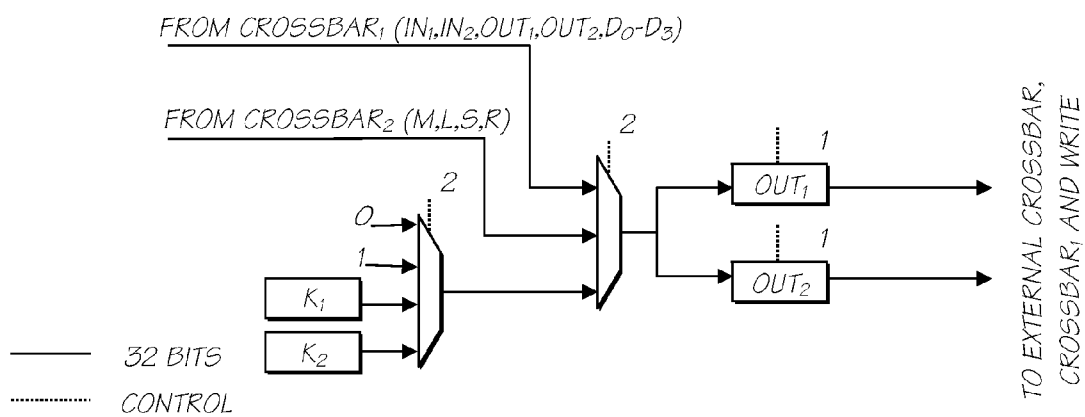 FROM CROSSBAR₁ (IN₁,IN₂,OUT₁,OUT₂,D₀-D₃)
FROM CROSSBAR₂ (M,L,S,R)
2
2
0
1
K₁
K₂
1
OUT₁
1
OUT₂
TO EXTERNAL CROSSBAR,
CROSSBAR₁ AND WRITE
32 BITS
CONTROL